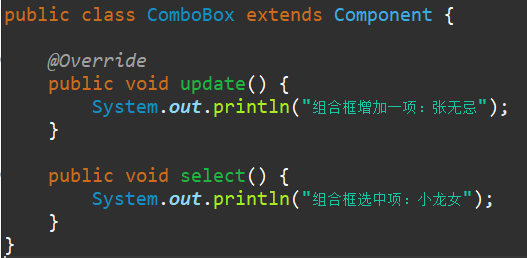 public class ComboBox extends Component {
@Override
public void update() {
System.out.println("组合框增加一项：张无忌");
}
public void select() {
System.out.println("组合框选中项：小龙女");
}
}